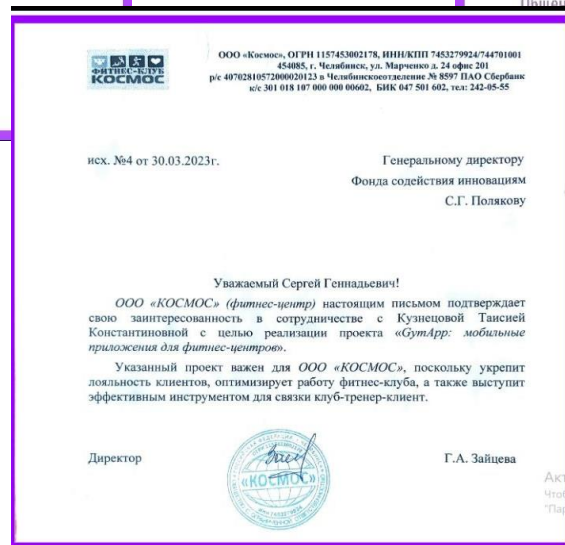 ФИТНЕС-КЛУБ
КОСМОС
ООО «Космос», ОГРН 1157453002178, ИНН/КПП 7453279924/744701001
454085, г. Челябинск, ул. Марченко д. 24 офис 201
р/с 40702810572000020123 в Челябинскоеотделение № 8597 ПАО Сбербанк
к/с 301 018 107 000 000 00602, БИК 047 501 602, тел: 242-05-55
исх. №4 от 30.03.2023г.
Генеральному директору
Фонда содействия инновациям
С.Г. Полякову
Уважаемый Сергей Геннадьевич!
ООО «КОСМОС» (фитнес-центр) настоящим письмом подтверждает
свою заинтересованность в сотрудничестве с Кузнецовой Таисией
Константиновной с целью реализации проекта «GymApp: мобильные
приложения для фитнес-центров».
Указанный проект важен для ООО «КОСМОС», поскольку укрепит
лояльность клиентов, оптимизирует работу фитнес-клуба, а также выступит
эффективным инструментом для связки клуб-тренер-клиент.
Директор
«КОСМОС»
Г.А. Зайцева